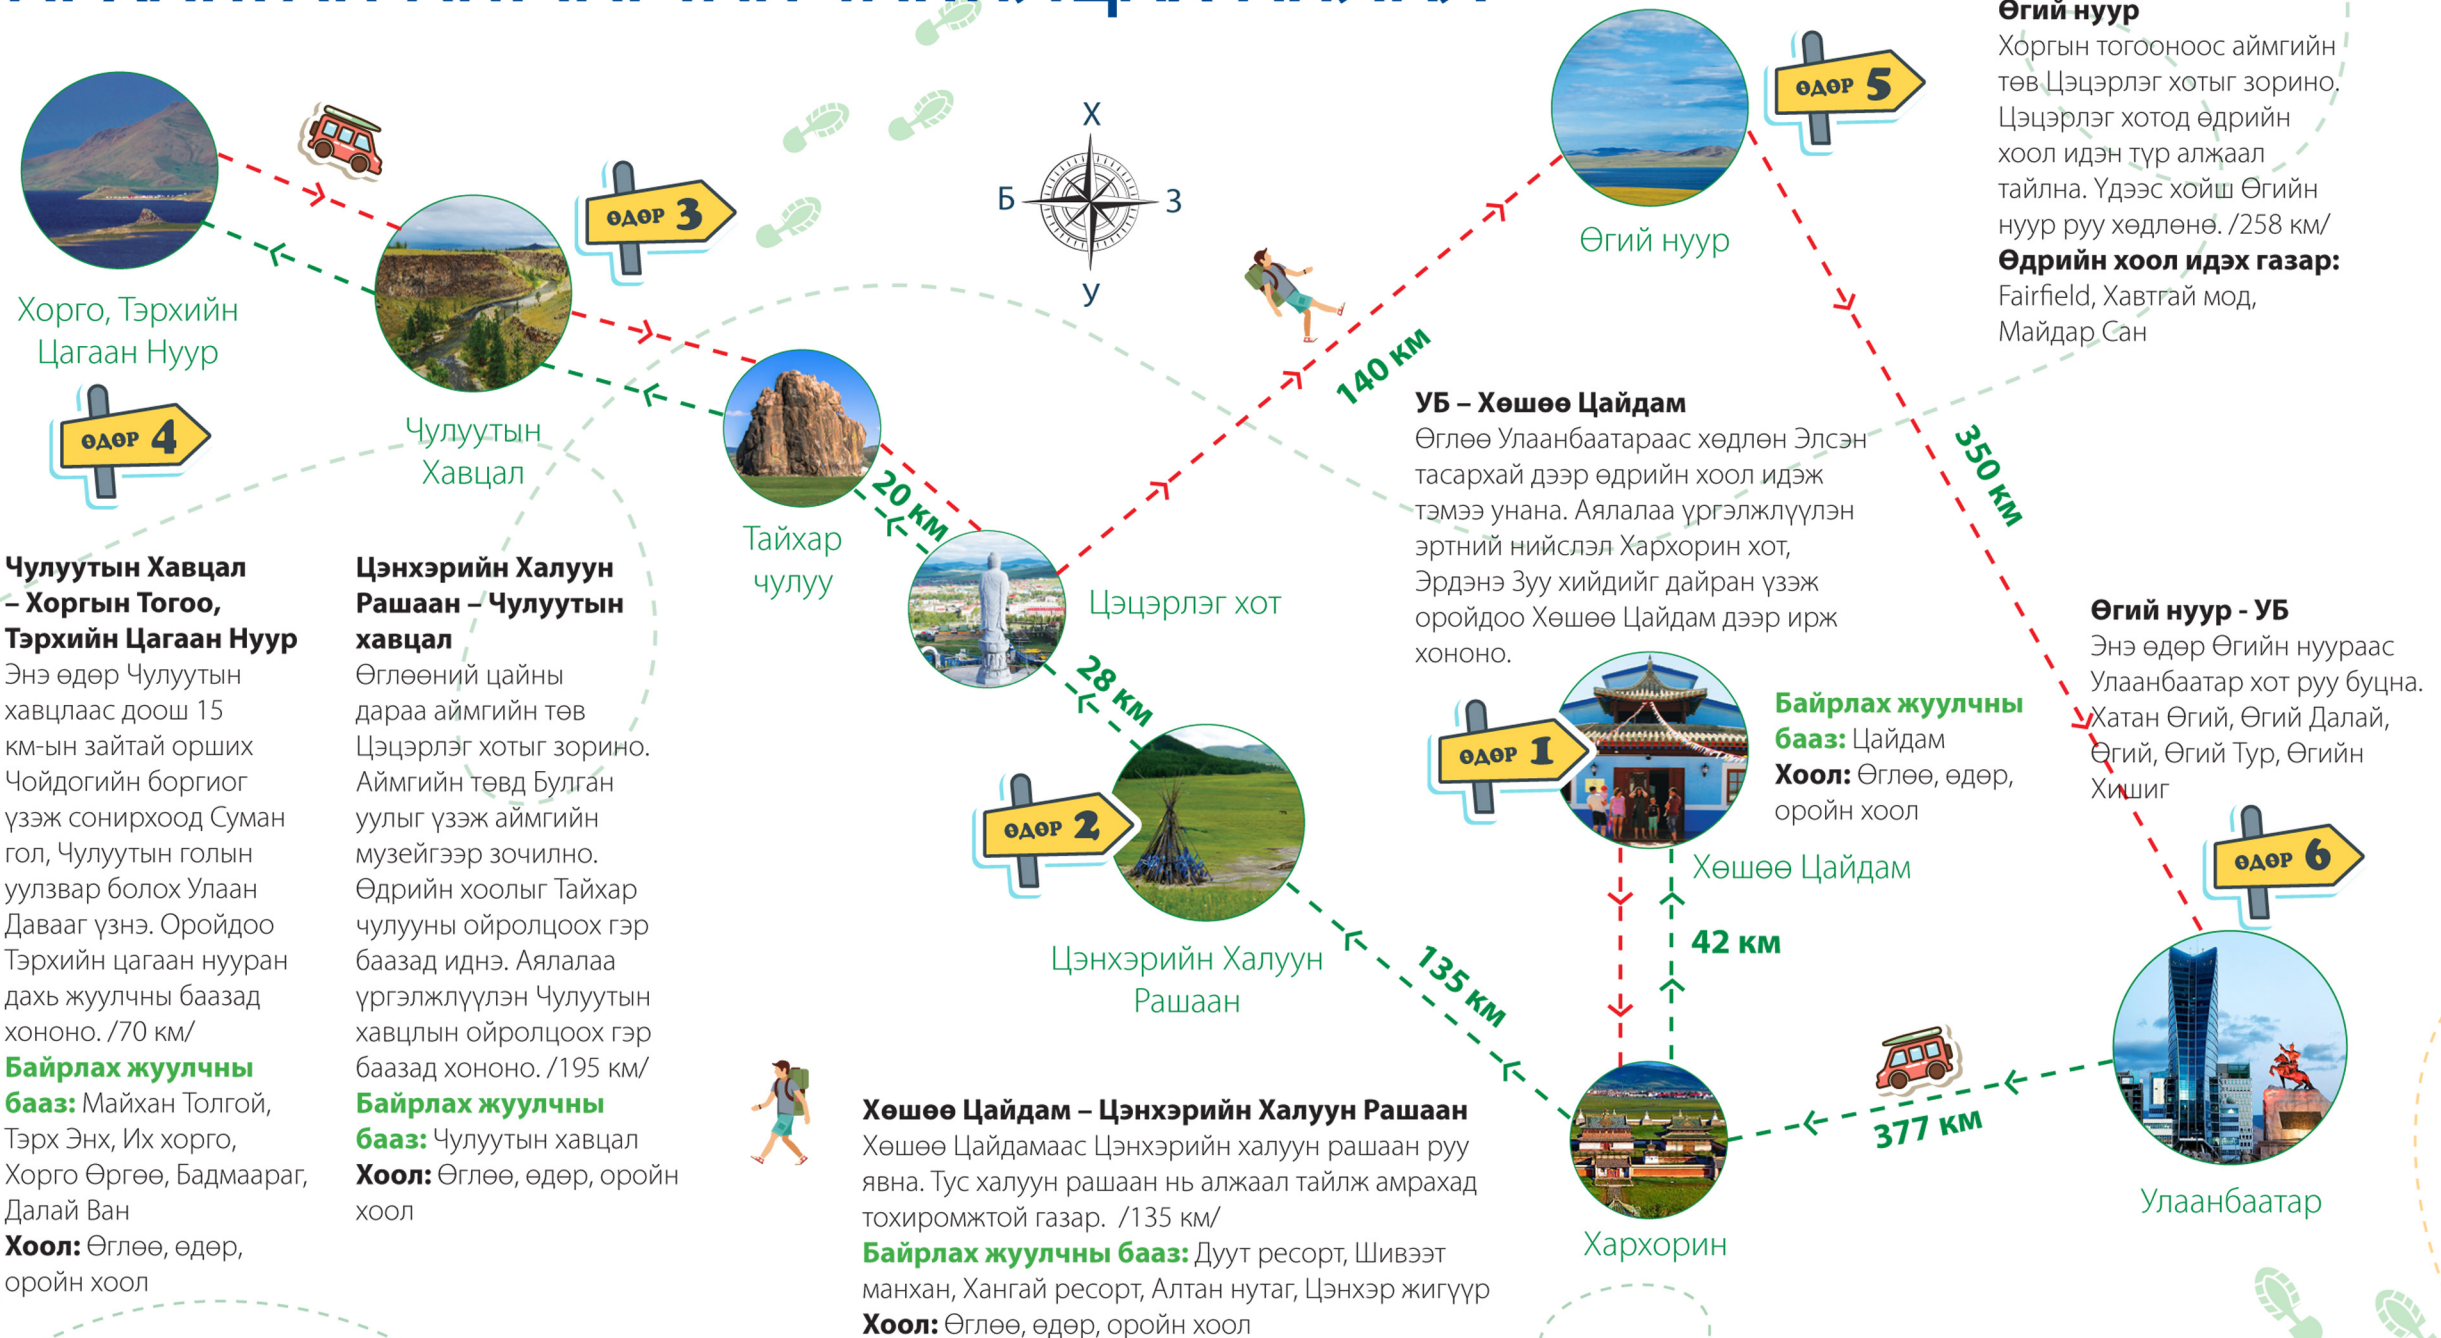 Өгий нуур
Хоргын тогооноос аймгийн
төв Цэцэрлэг хотыг зорино.
Цэцэрлэг хотод өдрийн
хоол идэн түр алжаал
тайлна. Үдээс хойш Өгийн
нуур руу хөдлөнө. /258 км/
Өдрийн хоол идэх газар:
Fairfield, Хавтгай мод,
Майдар Сан
ӨДӨР 5
Өгий нуур
Х
Б
З
У
ӨДӨР 3
Хорго, Тэрхийн
Цагаан Нуур
ӨДӨР 4
Чулуутын
Хавцал
Тайхар
чулуу
20 км
140 км
350 км
Цэцэрлэг хот
28 км
УБ – Хөшөө Цайдам
Өглөө Улаанбаатараас хөдлөн Элсэн
тасархай дээр өдрийн хоол идэж
тэмээ унана. Аялалаа үргэлжлүүлэн
эртний нийслэл Хархорин хот,
Эрдэнэ Зуу хийдийг дайран үзэж
оройдоо Хөшөө Цайдам дээр ирж
хононо.
ӨДӨР 1
Байрлах жуулчны
бааз: Цайдам
Хоол: Өглөө, өдөр,
оройн хоол
Хөшөө Цайдам
42 км
Өгий нуур - УБ
Энэ өдөр Өгийн нуураас
Улаанбаатар хот руу буцна.
Хатан Өгий, Өгий Далай,
Өгий, Өгий Тур, Өгийн
Хишиг
ӨДӨР 6
Улаанбаатар
377 км
Хархорин
135 км
ӨДӨР 2
Цэнхэрийн Халуун
Рашаан
Чулуутын Хавцал
– Хоргын Тогоо,
Тэрхийн Цагаан Нуур
Энэ өдөр Чулуутын
хавцлаас доош 15
км-ын зайтай орших
Чойдогийн боргиог
үзэж сонирхоод Суман
гол, Чулуутын голын
уулзвар болох Улаан
Давааг үзнэ. Оройдоо
Тэрхийн цагаан нууран
дахь жуулчны баазад
хононо. /70 км/
Байрлах жуулчны
бааз: Майхан Толгой,
Тэрх Энх, Их хорго,
Хорго Өргөө, Бадмаараг,
Далай Ван
Хоол: Өглөө, өдөр,
оройн хоол
Цэнхэрийн Халуун
Рашаан – Чулуутын
хавцал
Өглөөний цайны
дараа аймгийн төв
Цэцэрлэг хотыг зорино.
Аймгийн төвд Булган
уулыг үзэж аймгийн
музейгээр зочилно.
Өдрийн хоолыг Тайхар
чулууны ойролцоох гэр
баазад иднэ. Аялалаа
үргэлжлүүлэн Чулуутын
хавцлын ойролцоох гэр
баазад хононо. /195 км/
Байрлах жуулчны
бааз: Чулуутын хавцал
Хоол: Өглөө, өдөр, оройн
хоол
Хөшөө Цайдам – Цэнхэрийн Халуун Рашаан
Хөшөө Цайдамаас Цэнхэрийн халуун рашаан руу
явна. Тус халуун рашаан нь алжаал тайлж амрахад
тохиромжтой газар. /135 км/
Байрлах жуулчны бааз: Дуут ресорт, Шивээт
манхан, Хангай ресорт, Алтан нутаг, Цэнхэр жигүүр
Хоол: Өглөө, өдөр, оройн хоол